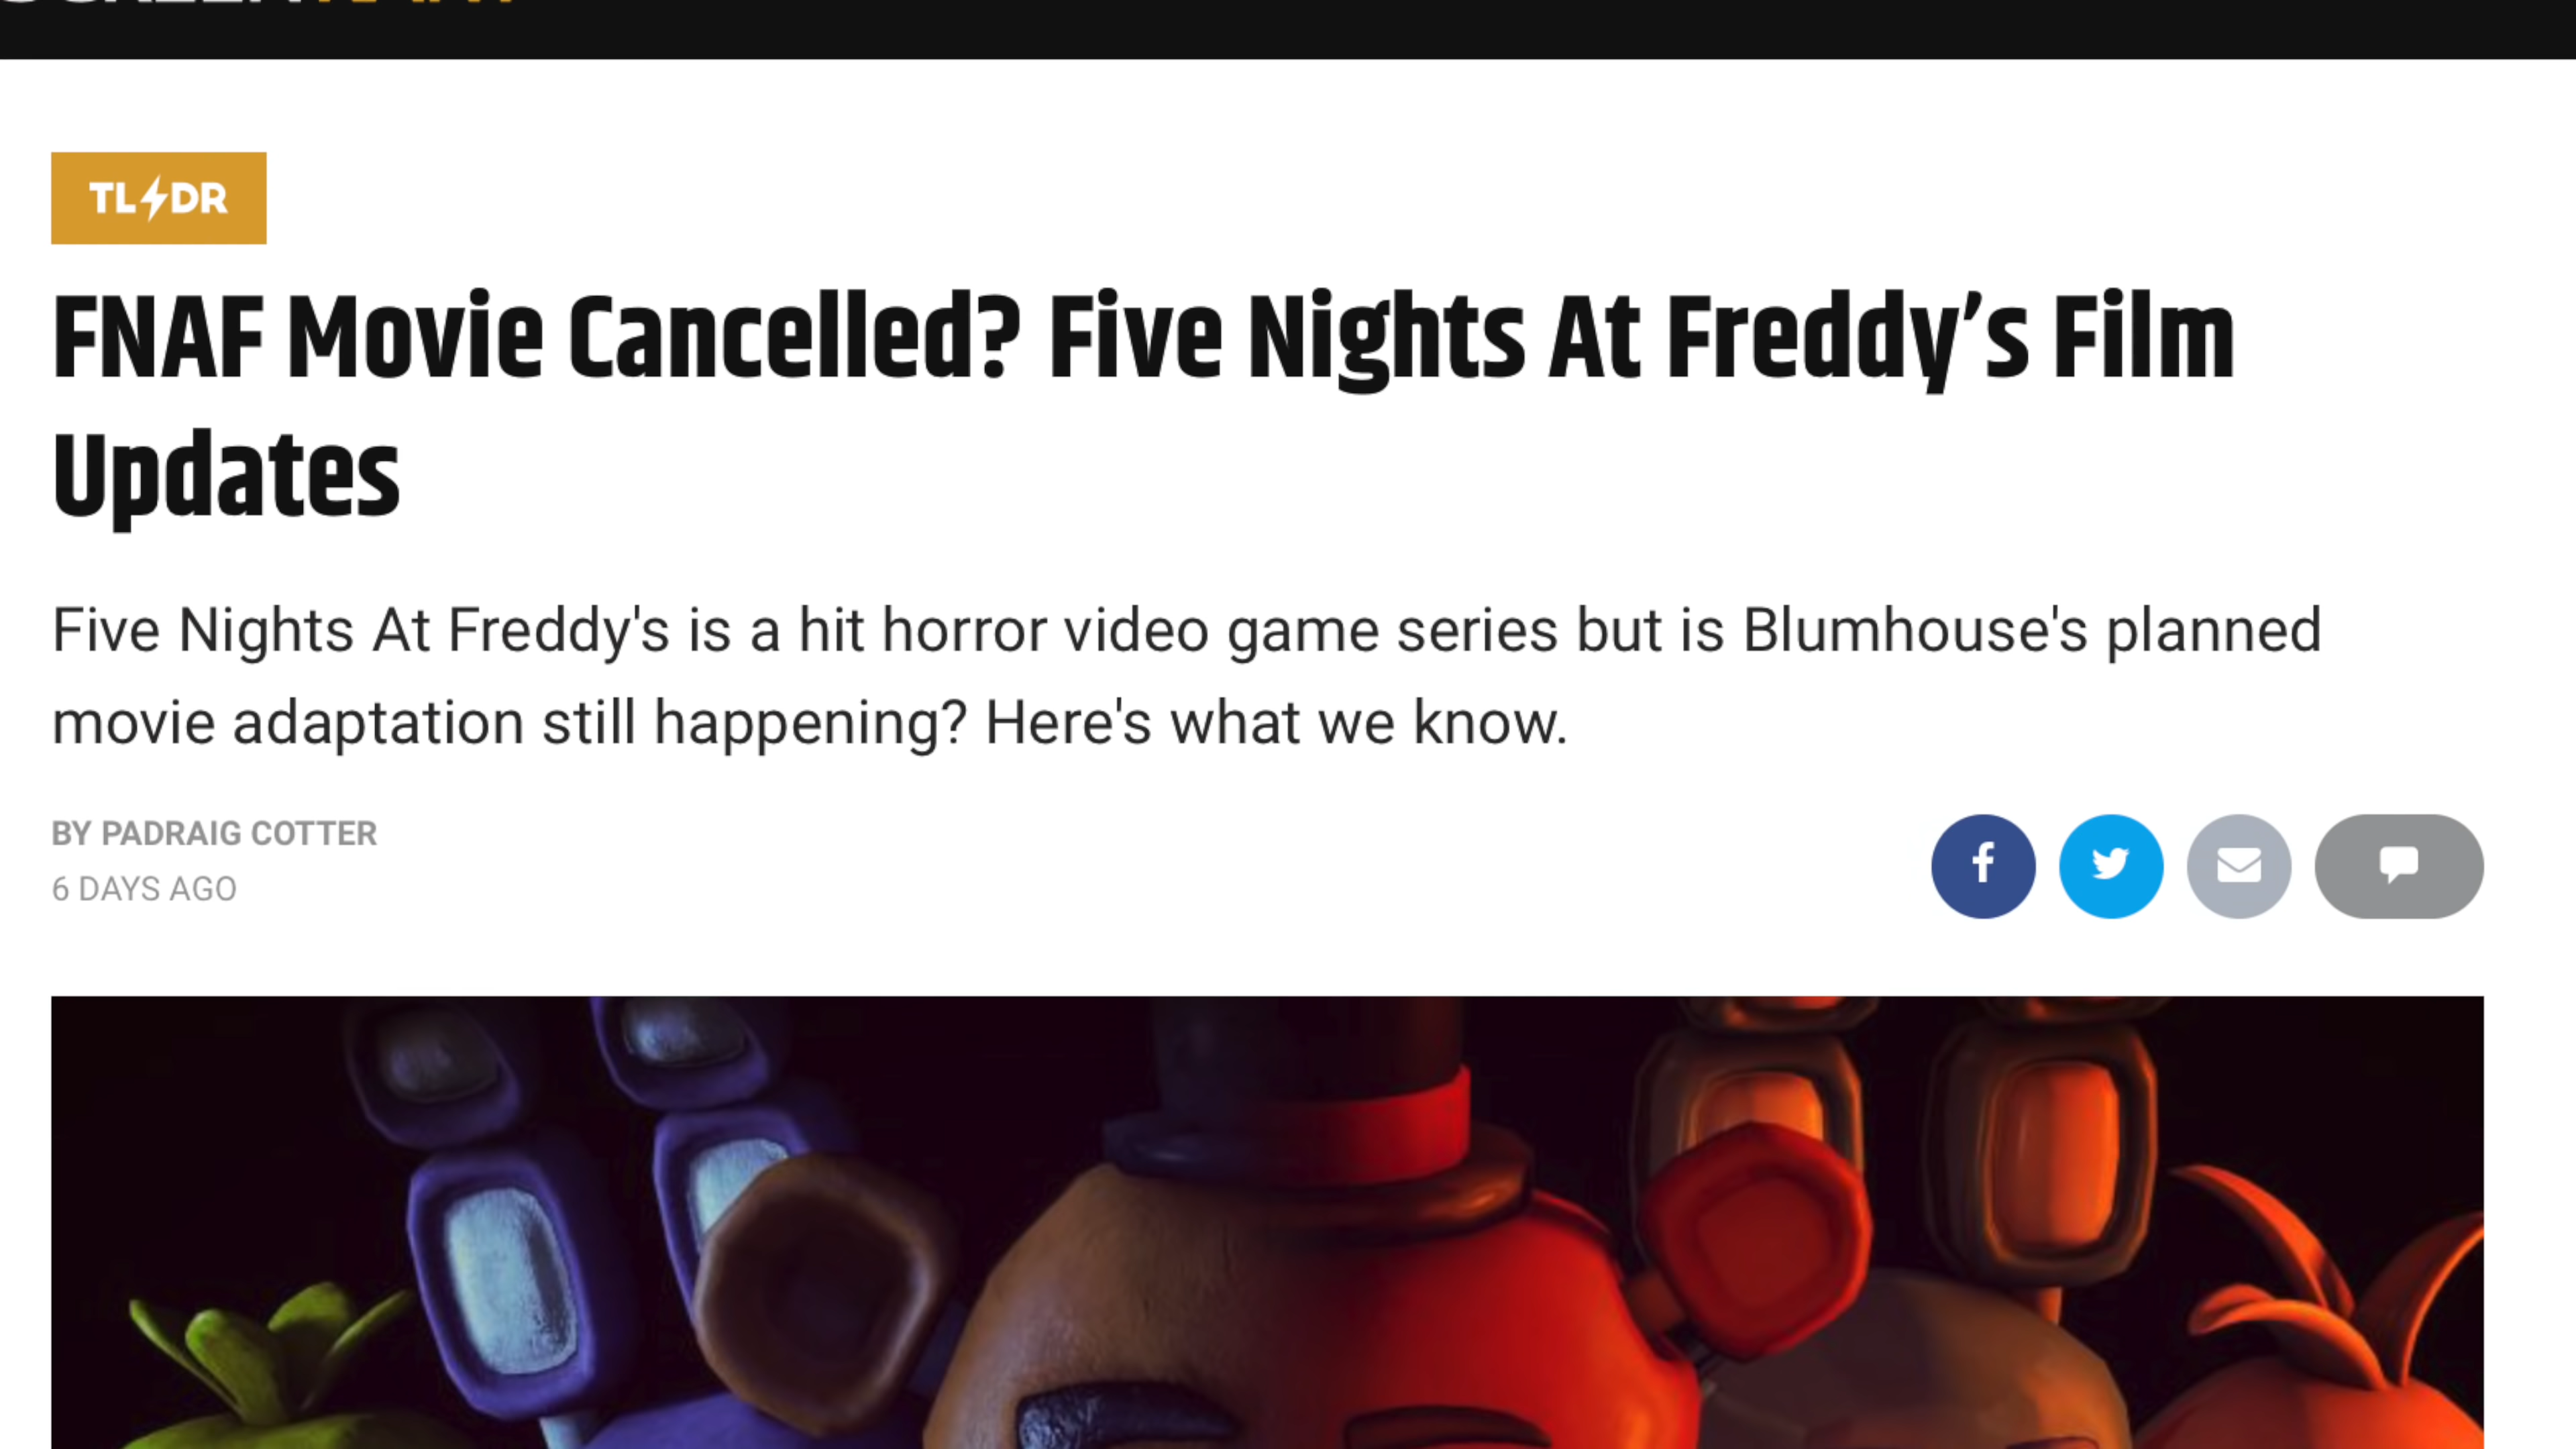 TL DR
FNAF Movie Cancelled? Five Nights At Freddy’s Film
Updates
Five Nights At Freddy's is a hit horror video game series but is Blumhouse's planned
movie adaptation still happening? Here's what we know.
BY PADRAIG COTTER
6 DAYS AGO